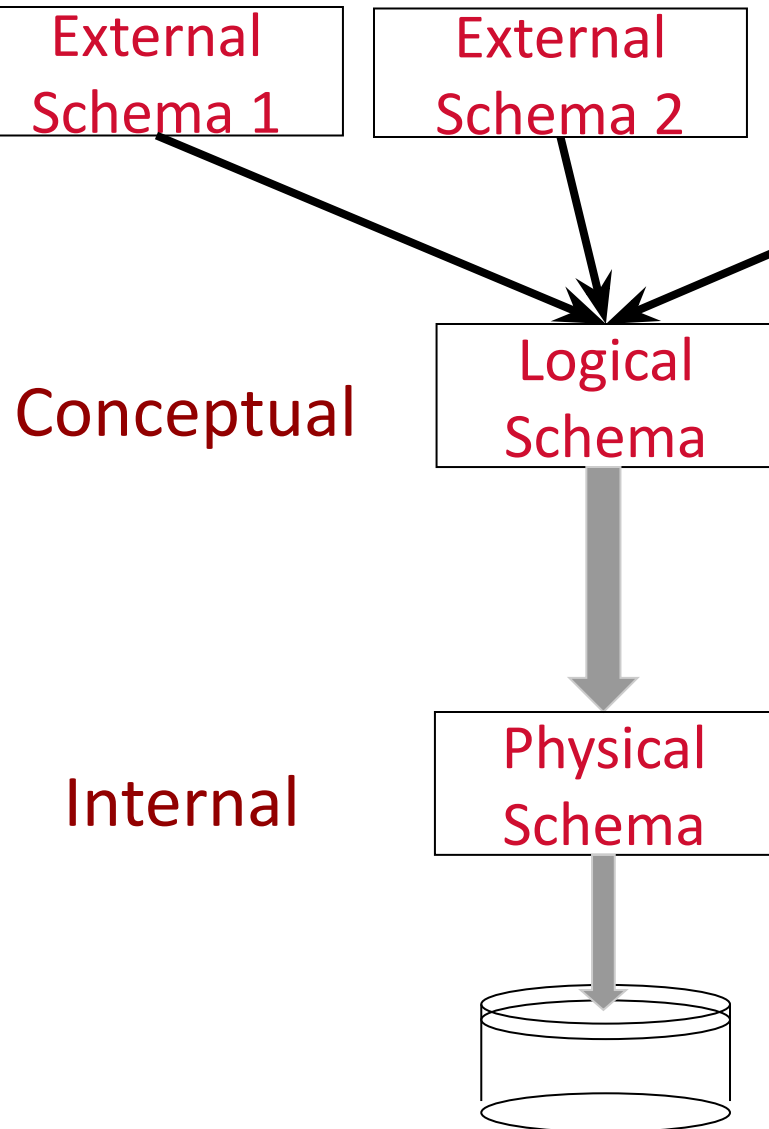 External
Schema 1
External
Schema 2
Conceptual
Logical
Schema
Internal
Physical
Schema